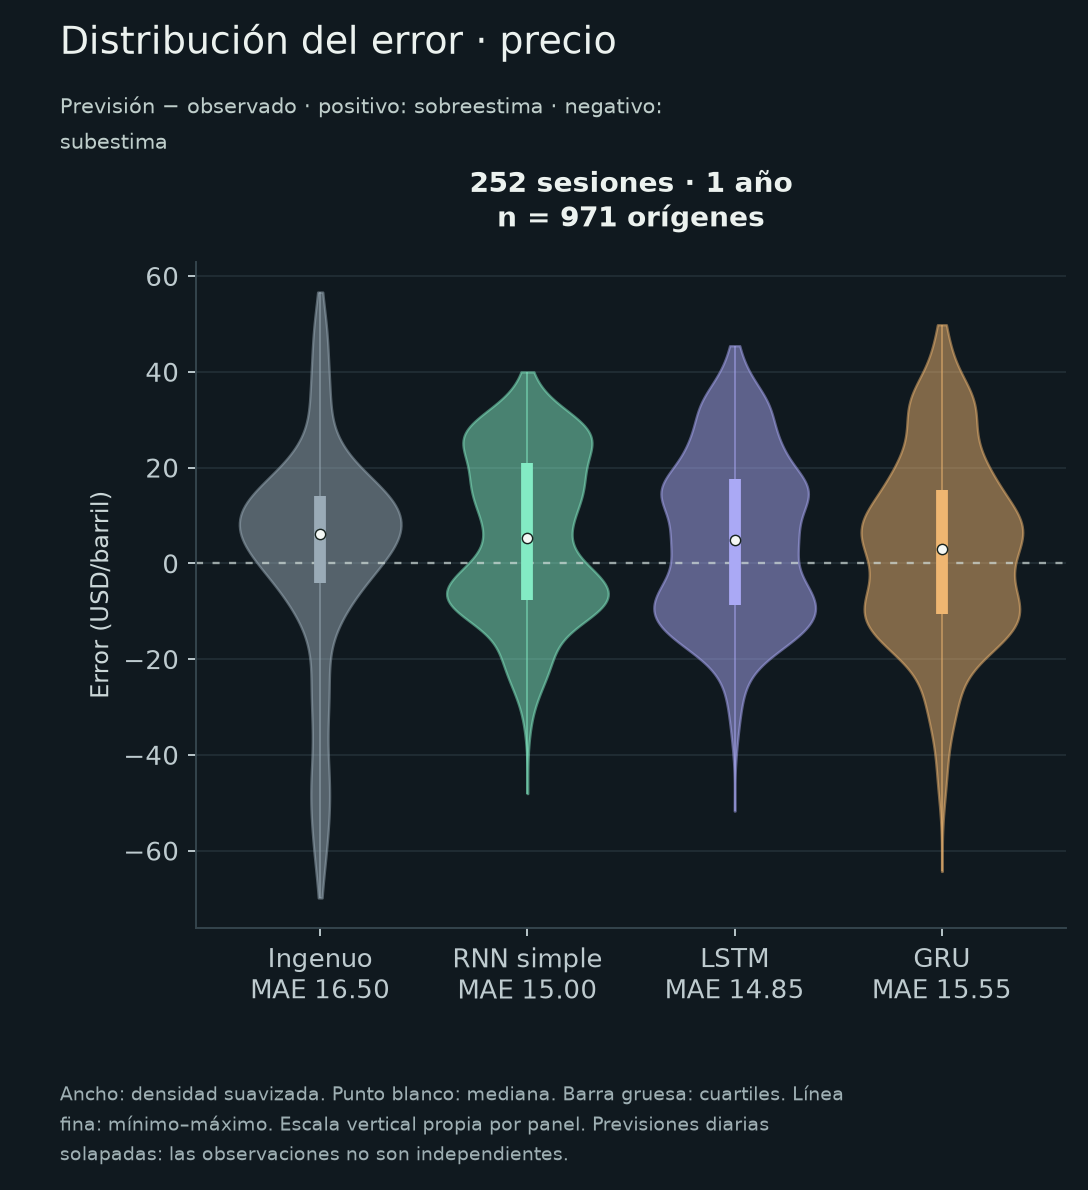 Distribución del error · precio
Previsión − observado · positivo: sobreestima · negativo:
subestima
252 sesiones · 1 año
n = 971 orígenes
Error (USD/barril)
60
40
20
0
−20
−40
−60
Ingenuo
MAE 16.50
RNN simple
MAE 15.00
LSTM
MAE 14.85
GRU
MAE 15.55
Ancho: densidad suavizada. Punto blanco: mediana. Barra gruesa: cuartiles. Línea
fina: mínimo–máximo. Escala vertical propia por panel. Previsiones diarias
solapadas: las observaciones no son independientes.